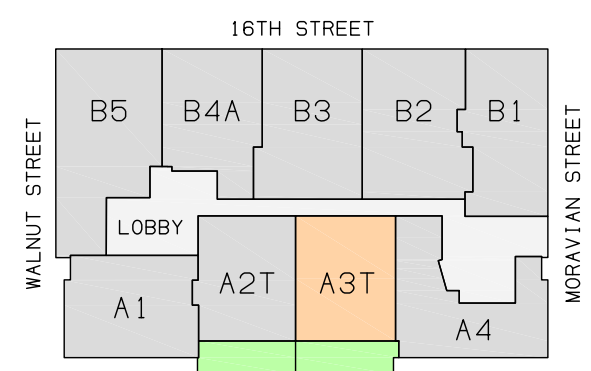 16TH STREET
B5
B4A
B3
B2
B1
WALNUT STREET
MORAVIAN STREET
LOBBY
A1
A2T
A3T
A4